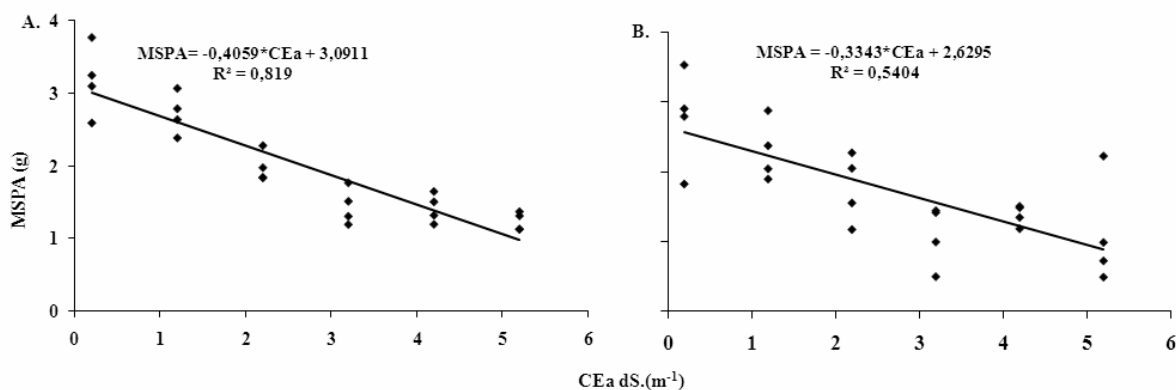 A.
MSPA= -0,4059*CEa + 3,0911
R² = 0,819
MSPA (g)
4
3
2
1
0
0 1 2 3 4 5 6
B.
MSPA = -0,3343*CEa + 2,6295
R² = 0,5404
0 1 2 3 4 5 6
CEa dS.(m⁻¹)